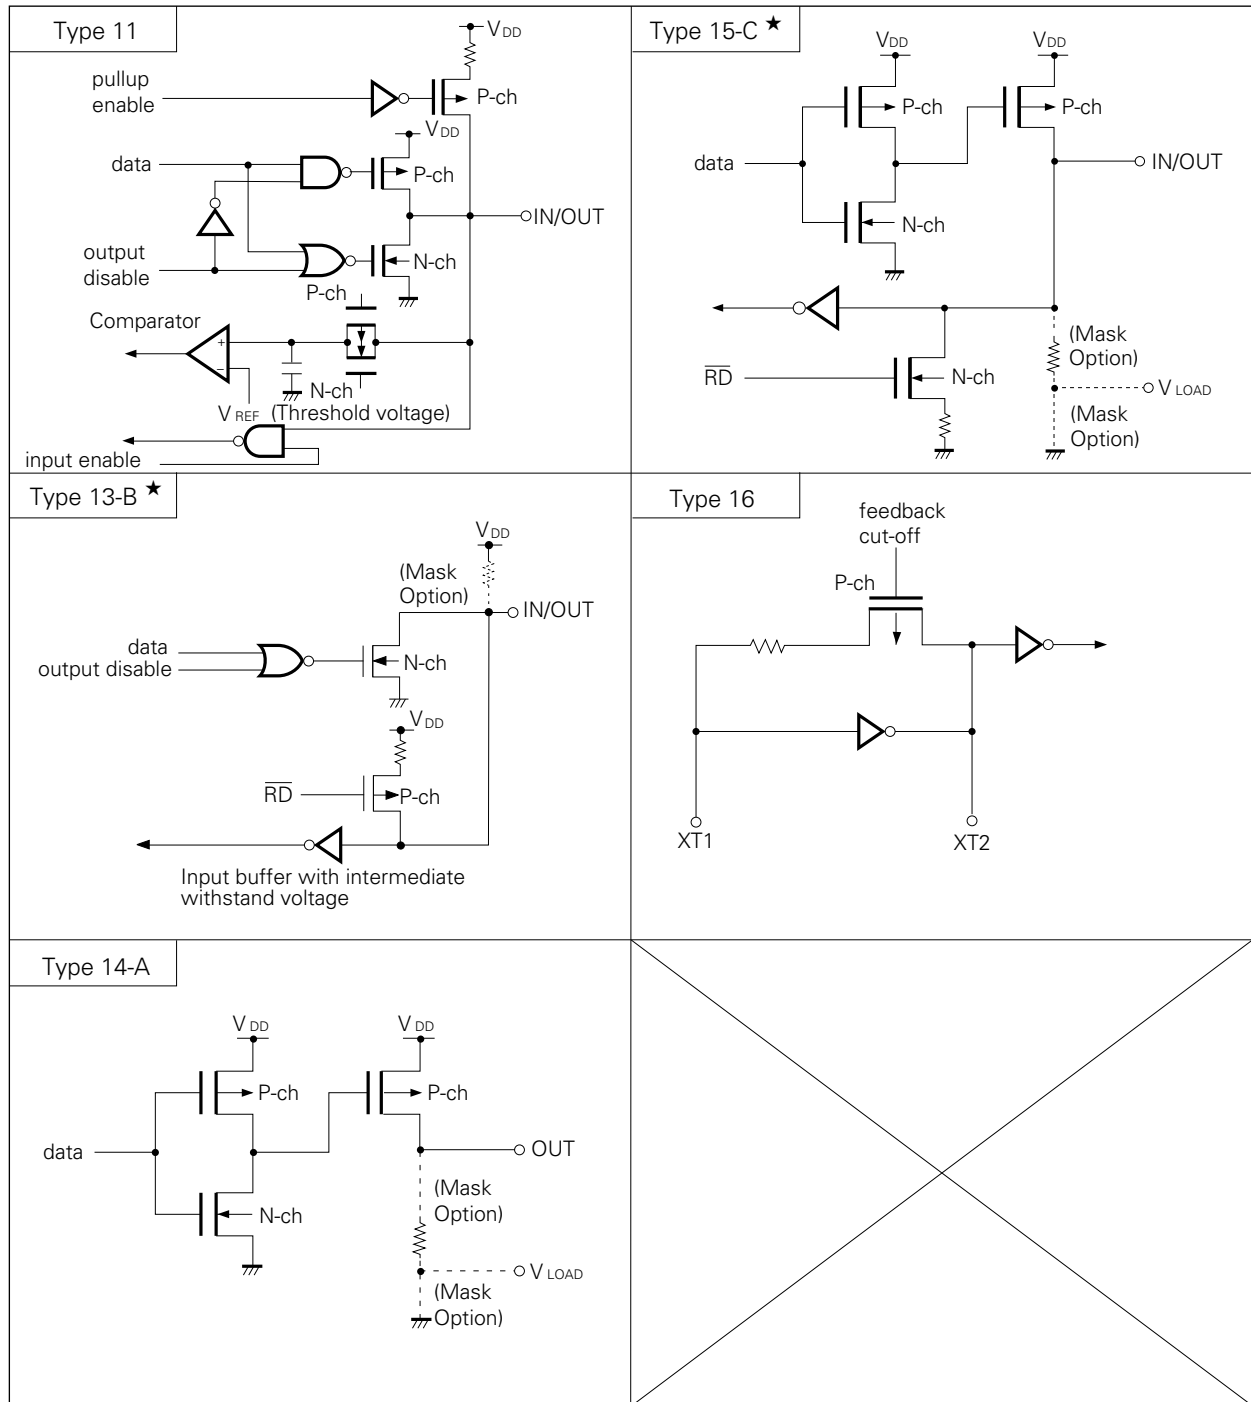 Type 11
VDD
pullup
enable
P-ch
VDD
data
P-ch
IN/OUT
output
disable
N-ch
P-ch
Comparator
+
−
N-ch
VREF (Threshold voltage)
input enable
Type 15-C ★
VDD
VDD
P-ch
P-ch
data
IN/OUT
N-ch
(Mask
Option)
RD
N-ch
VLOAD
(Mask
Option)
Type 13-B ★
VDD
(Mask
Option)
IN/OUT
data
output disable
N-ch
VDD
RD
P-ch
Input buffer with intermediate
withstand voltage
Type 16
feedback
cut-off
P-ch
XT1
XT2
Type 14-A
VDD
VDD
P-ch
P-ch
data
OUT
(Mask
Option)
N-ch
VLOAD
(Mask
Option)